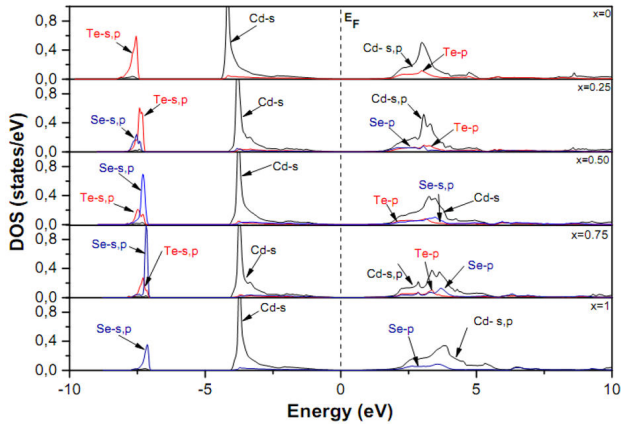 E_F
x=0
0,8
Te-s,p
Cd-s
Cd- s,p
Te-p
0,4
0,0
x=0.25
0,8
Te-s,p
Se-s,p
Cd-s
Cd-s,p
Se-p
Te-p
0,4
0,0
x=0.50
0,8
Se-s,p
Te-s,p
Cd-s
Te-p
Se-s,p
Cd-s
0,4
0,0
x=0.75
0,8
Se-s,p
Te-s,p
Cd-s
Cd-s,p
Te-p
Se-p
0,4
0,0
x=1
0,8
Se-s,p
Cd-s
Se-p
Cd- s,p
0,4
0,0
DOS (states/eV)
-10
-5
0
5
10
Energy (eV)